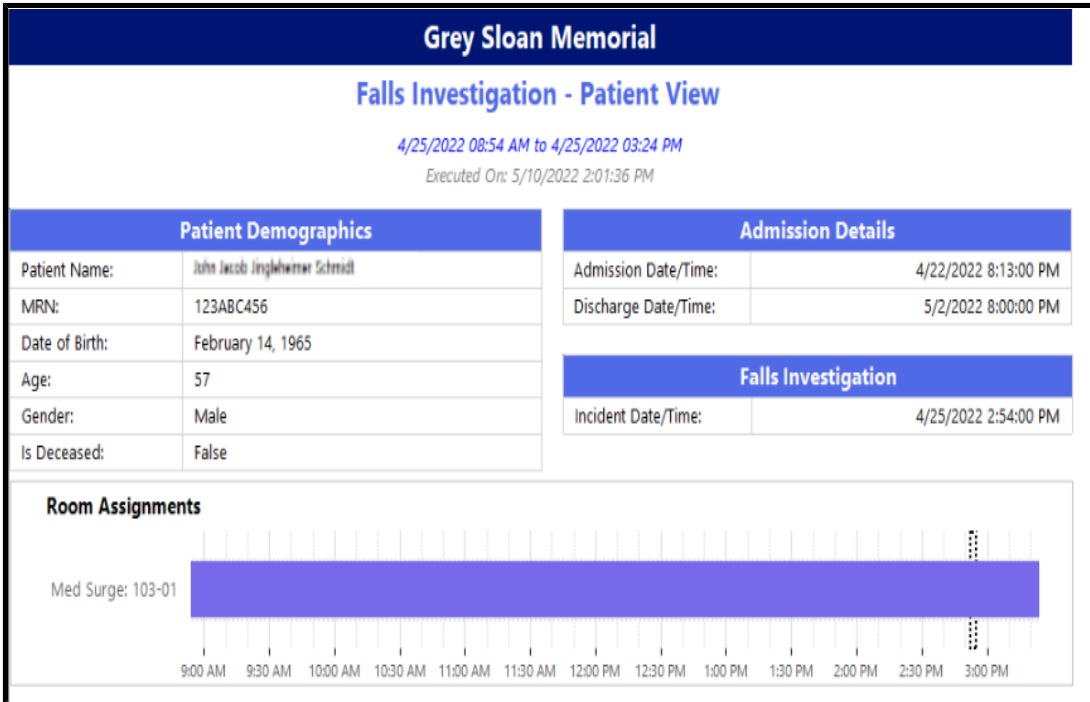 Grey Sloan Memorial
Falls Investigation - Patient View
4/25/2022 08:54 AM to 4/25/2022 03:24 PM
Executed On: 5/10/2022 2:01:36 PM
Patient Demographics
Patient Name: John Jacob Jingleheimer Schmidt
MRN: 123ABC456
Date of Birth: February 14, 1965
Age: 57
Gender: Male
Is Deceased: False
Admission Details
Admission Date/Time: 4/22/2022 8:13:00 PM
Discharge Date/Time: 5/2/2022 8:00:00 PM
Falls Investigation
Incident Date/Time: 4/25/2022 2:54:00 PM
Room Assignments
Med Surge: 103-01
9:00 AM 9:30 AM 10:00 AM 10:30 AM 11:00 AM 11:30 AM 12:00 PM 12:30 PM 1:00 PM 1:30 PM 2:00 PM 2:30 PM 3:00 PM